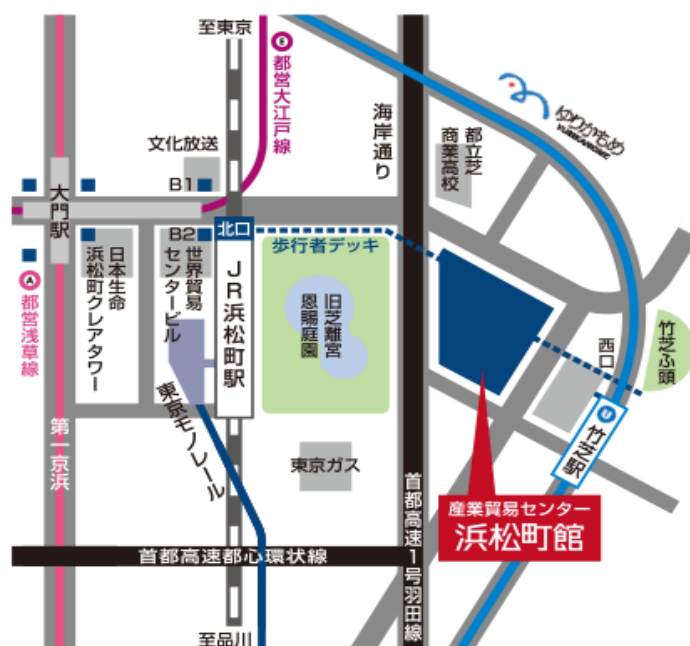 至東京
E
都営大江戸線
海岸通り
ゆりかもめ
YURIKAMOME
都立芝
商業高校
文化放送
B1
大門駅
北口
歩行者デッキ
B2
日本生命
浜松町クレアタワー
世界貿易
センタービル
JR浜松町駅
旧芝離宮
恩賜庭園
A
都営浅草線
竹芝ふ頭
西口
U
竹芝駅
第一京浜
東京モノレール
東京ガス
首都高速1号羽田線
産業貿易センター
浜松町館
首都高速都心環状線
至品川